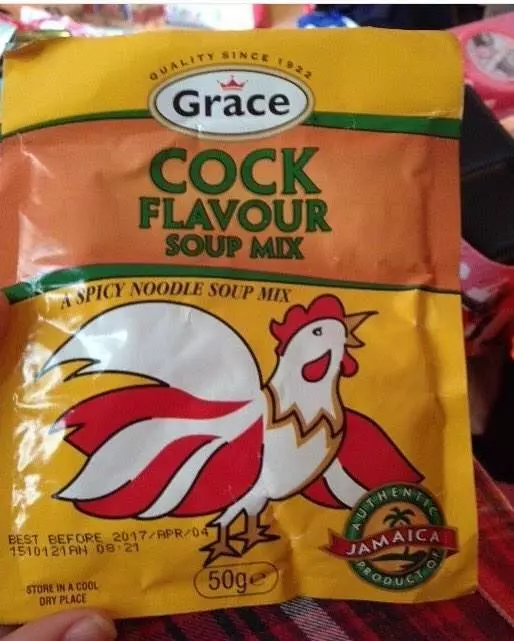 QUALITY SINCE 1922
Grace
COCK
FLAVOUR
SOUP MIX
A SPICY NOODLE SOUP MIX
BEST BEFORE 2017/APR/04
1510121AN 08:21
STORE IN A COOL
DRY PLACE
50g e
AUTHENTIC
JAMAICA
PRODUCT OF